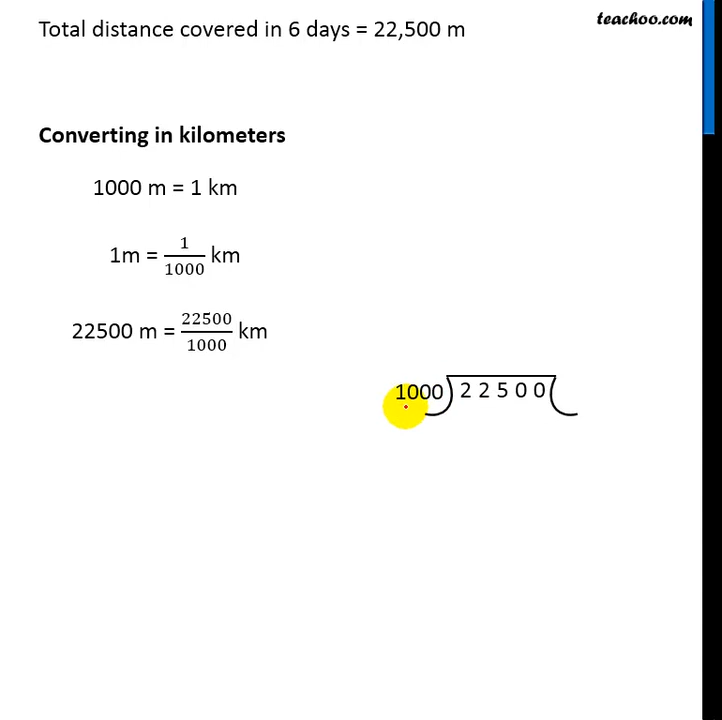 teachoo.com
Total distance covered in 6 days = 22,500 m
Converting in kilometers
1000 m = 1 km
1m = 1/1000 km
22500 m = 22500/1000 km
1000 2 2 5 0 0